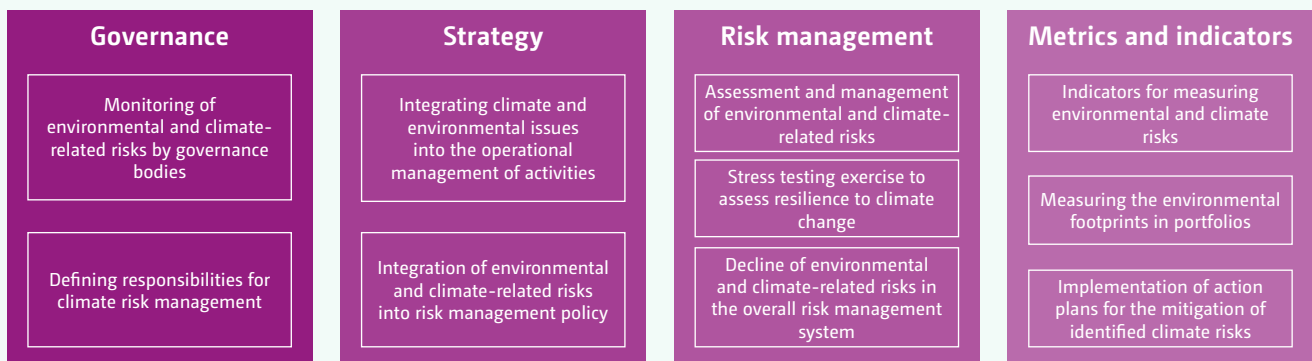 Governance
Monitoring of
environmental and climate-
related risks by governance
bodies
Defining responsibilities for
climate risk management
Strategy
Integrating climate and
environmental issues
into the operational
management of activities
Integration of environmental
and climate-related risks
into risk management policy
Risk management
Assessment and management
of environmental and climate-
related risks
Stress testing exercise to
assess resilience to climate
change
Decline of environmental
and climate-related risks in
the overall risk management
system
Metrics and indicators
Indicators for measuring
environmental and climate
risks
Measuring the environmental
footprints in portfolios
Implementation of action
plans for the mitigation of
identified climate risks